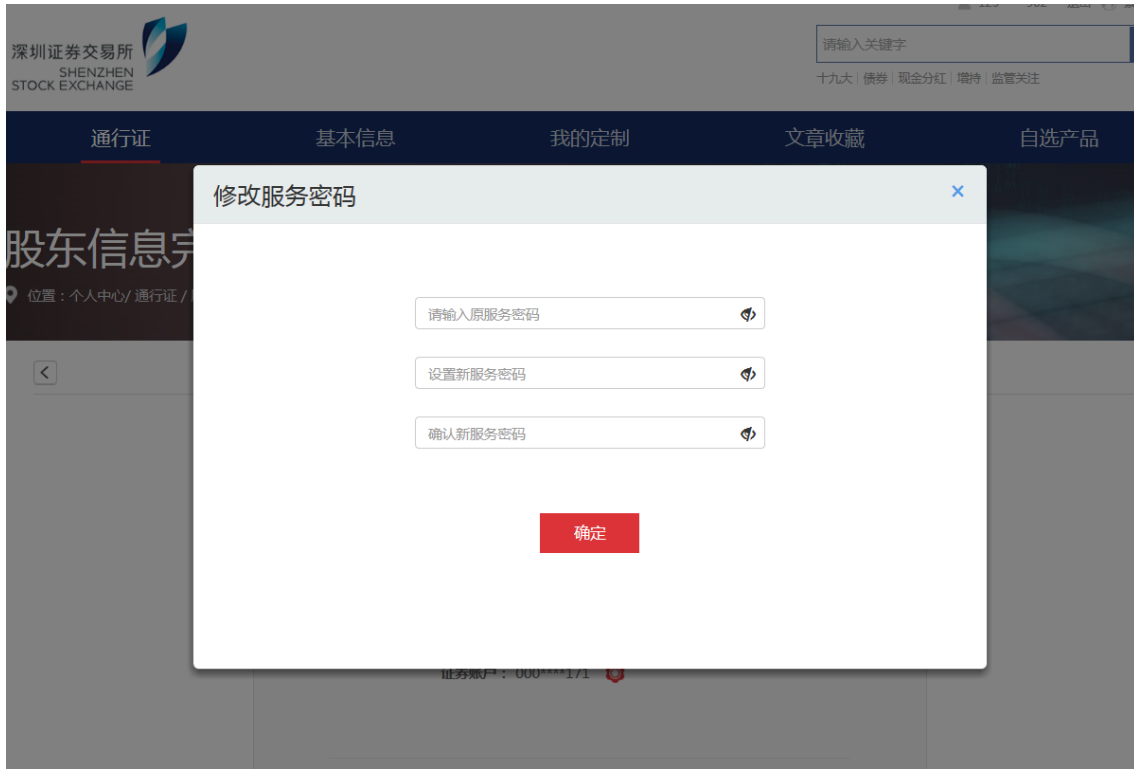 深圳证券交易所
SHENZHEN
STOCK EXCHANGE
请输入关键字
十九大 | 债券 | 现金分红 | 增持 | 监管关注
通行证 基本信息 我的定制 文章收藏 自选产品
修改服务密码 ×
股东信息完
位置：个人中心/ 通行证 /
请输入原服务密码
设置新服务密码
确认新服务密码
确定
证券账户： 000****171